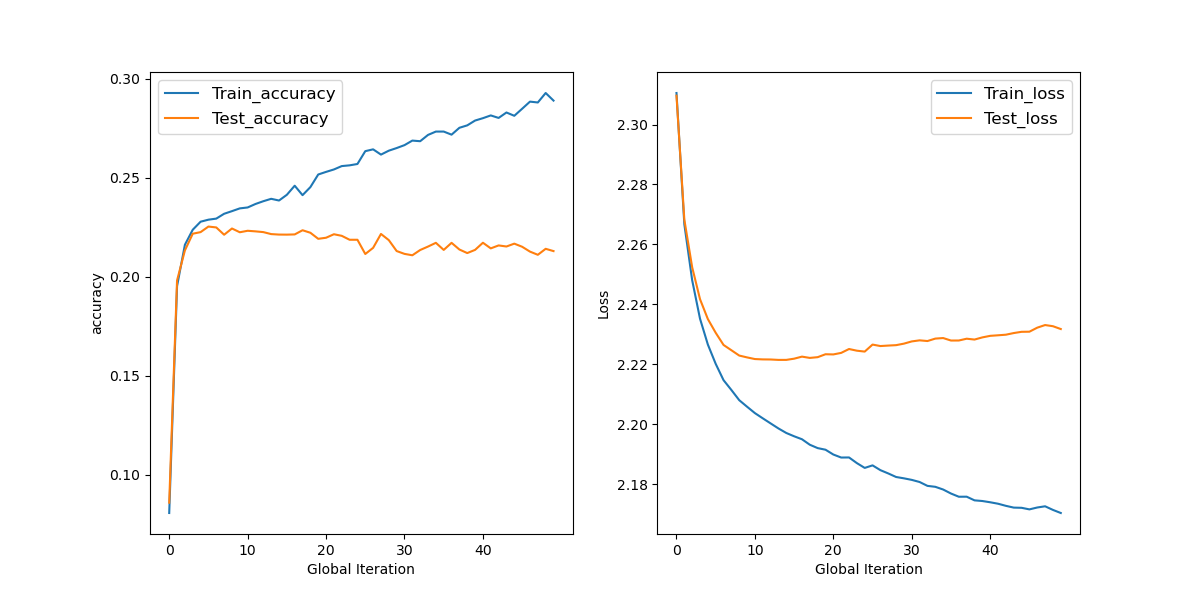 0.30
0.25
0.20
0.15
0.10
accuracy
Train_accuracy
Test_accuracy
0 10 20 30 40
Global Iteration
2.30
2.28
2.26
2.24
2.22
2.20
2.18
Loss
Train_loss
Test_loss
0 10 20 30 40
Global Iteration